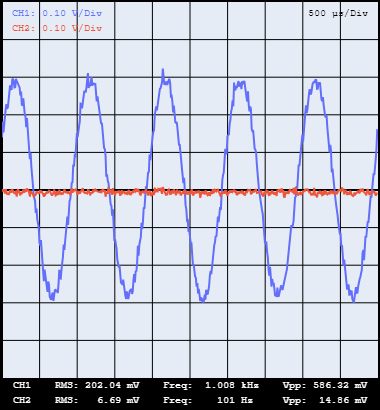 CH1: 0.10 V/Div 500 µs/Div
CH2: 0.10 V/Div
CH1 RMS: 202.04 mV Freq: 1.008 kHz Vpp: 586.32 mV
CH2 RMS: 6.69 mV Freq: 101 Hz Vpp: 14.86 mV